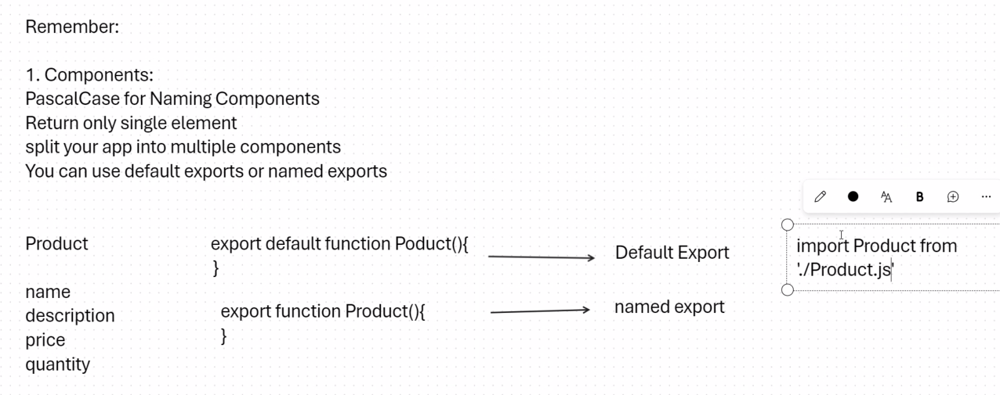 Remember:
1. Components:
PascalCase for Naming Components
Return only single element
split your app into multiple components
You can use default exports or named exports
Product
name
description
price
quantity
export default function Poduct(){
}
export function Product(){
}
Default Export
named export
B
import Product from
'./Product.js'